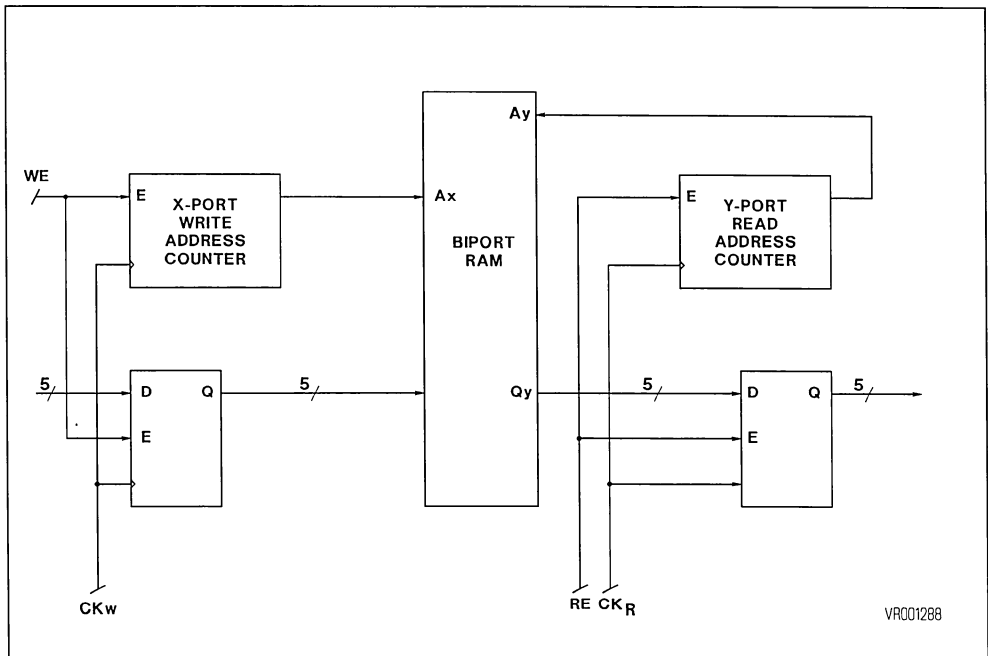 WE
E
X-PORT
WRITE
ADDRESS
COUNTER
Ax
Ay
BIPORT
RAM
E
Y-PORT
READ
ADDRESS
COUNTER
5
D
Q
E
5
Qy
5
D
Q
E
5
CKw
RE
CKR
VR001288